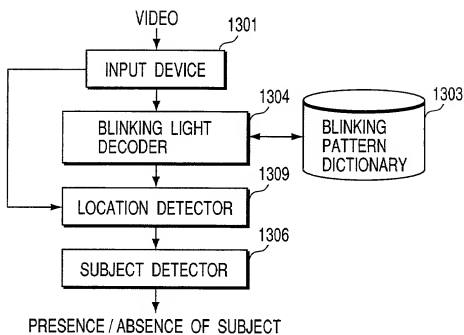 VIDEO
1301
INPUT DEVICE
1304
BLINKING LIGHT
DECODER
1303
BLINKING
PATTERN
DICTIONARY
1309
LOCATION DETECTOR
1306
SUBJECT DETECTOR
PRESENCE / ABSENCE OF SUBJECT